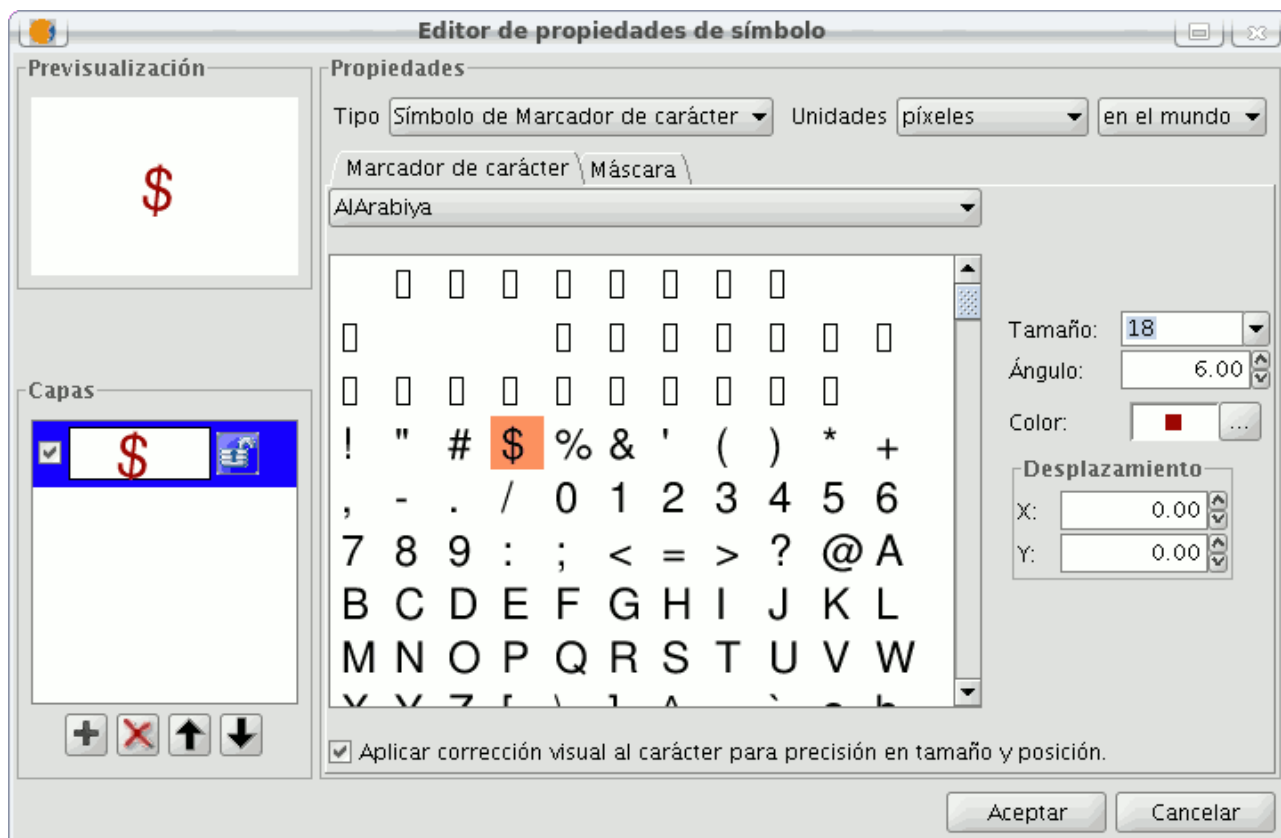 Editor de propiedades de símbolo
Previsualización
$
Capas
$
Propiedades
Tipo Símbolo de Marcador de carácter Unidades píxeles en el mundo
Marcador de carácter Máscara
AlArabiya
! " # $ % & ' ( ) * +
, - . / 0 1 2 3 4 5 6
7 8 9 : ; < = > ? @ A
B C D E F G H I J K L
M N O P Q R S T U V W
Tamaño: 18
Ángulo: 6.00
Color: ...
Desplazamiento
X: 0.00
Y: 0.00
Aplicar corrección visual al carácter para precisión en tamaño y posición.
Aceptar Cancelar